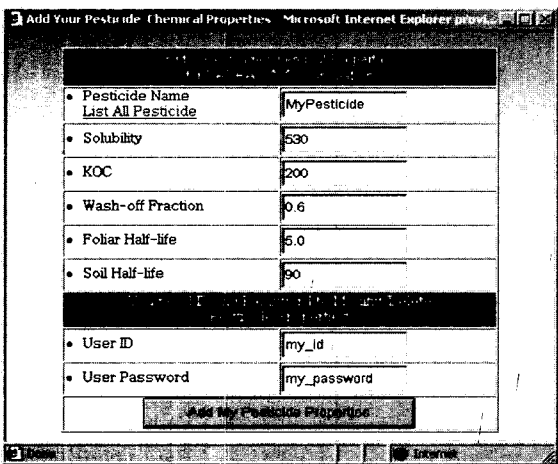 Add Your Pesticide Chemical Properties - Microsoft Internet Explorer provi...
• Pesticide Name
List All Pesticide
MyPesticide
• Solubility
530
• KOC
200
• Wash-off Fraction
0.6
• Foliar Half-life
5.0
• Soil Half-life
90
• User ID
my_id
• User Password
my_password
Add My Pesticide Properties
Done
Internet